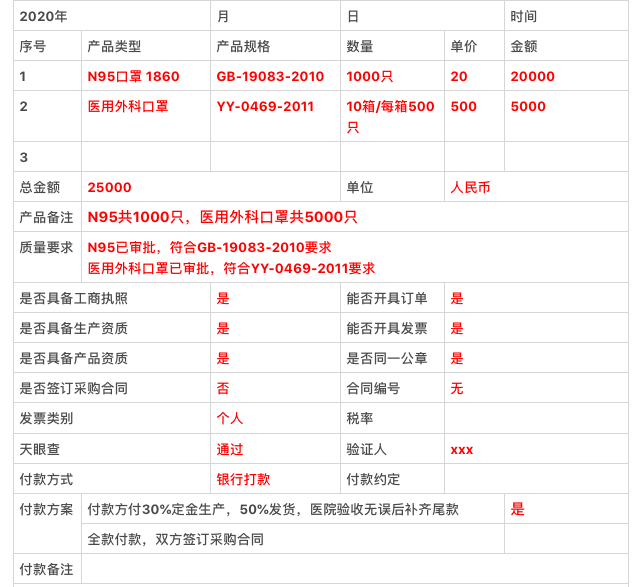 2020年 月 日 时间
序号 产品类型 产品规格 数量 单价 金额
1 N95口罩 1860 GB-19083-2010 1000只 20 20000
2 医用外科口罩 YY-0469-2011 10箱/每箱500 500 5000
只
3
总金额 25000 单位 人民币
产品备注 N95共1000只，医用外科口罩共5000只
质量要求 N95已审批，符合GB-19083-2010要求
医用外科口罩已审批，符合YY-0469-2011要求
是否具备工商执照 是 能否开具订单 是
是否具备生产资质 是 能否开具发票 是
是否具备产品资质 是 是否同一公章 是
是否签订采购合同 否 合同编号 无
发票类别 个人 税率
天眼查 通过 验证人 xxx
付款方式 银行打款 付款约定
付款方案 付款方付30%定金生产，50%发货，医院验收无误后补齐尾款 是
全款付款，双方签订采购合同
付款备注